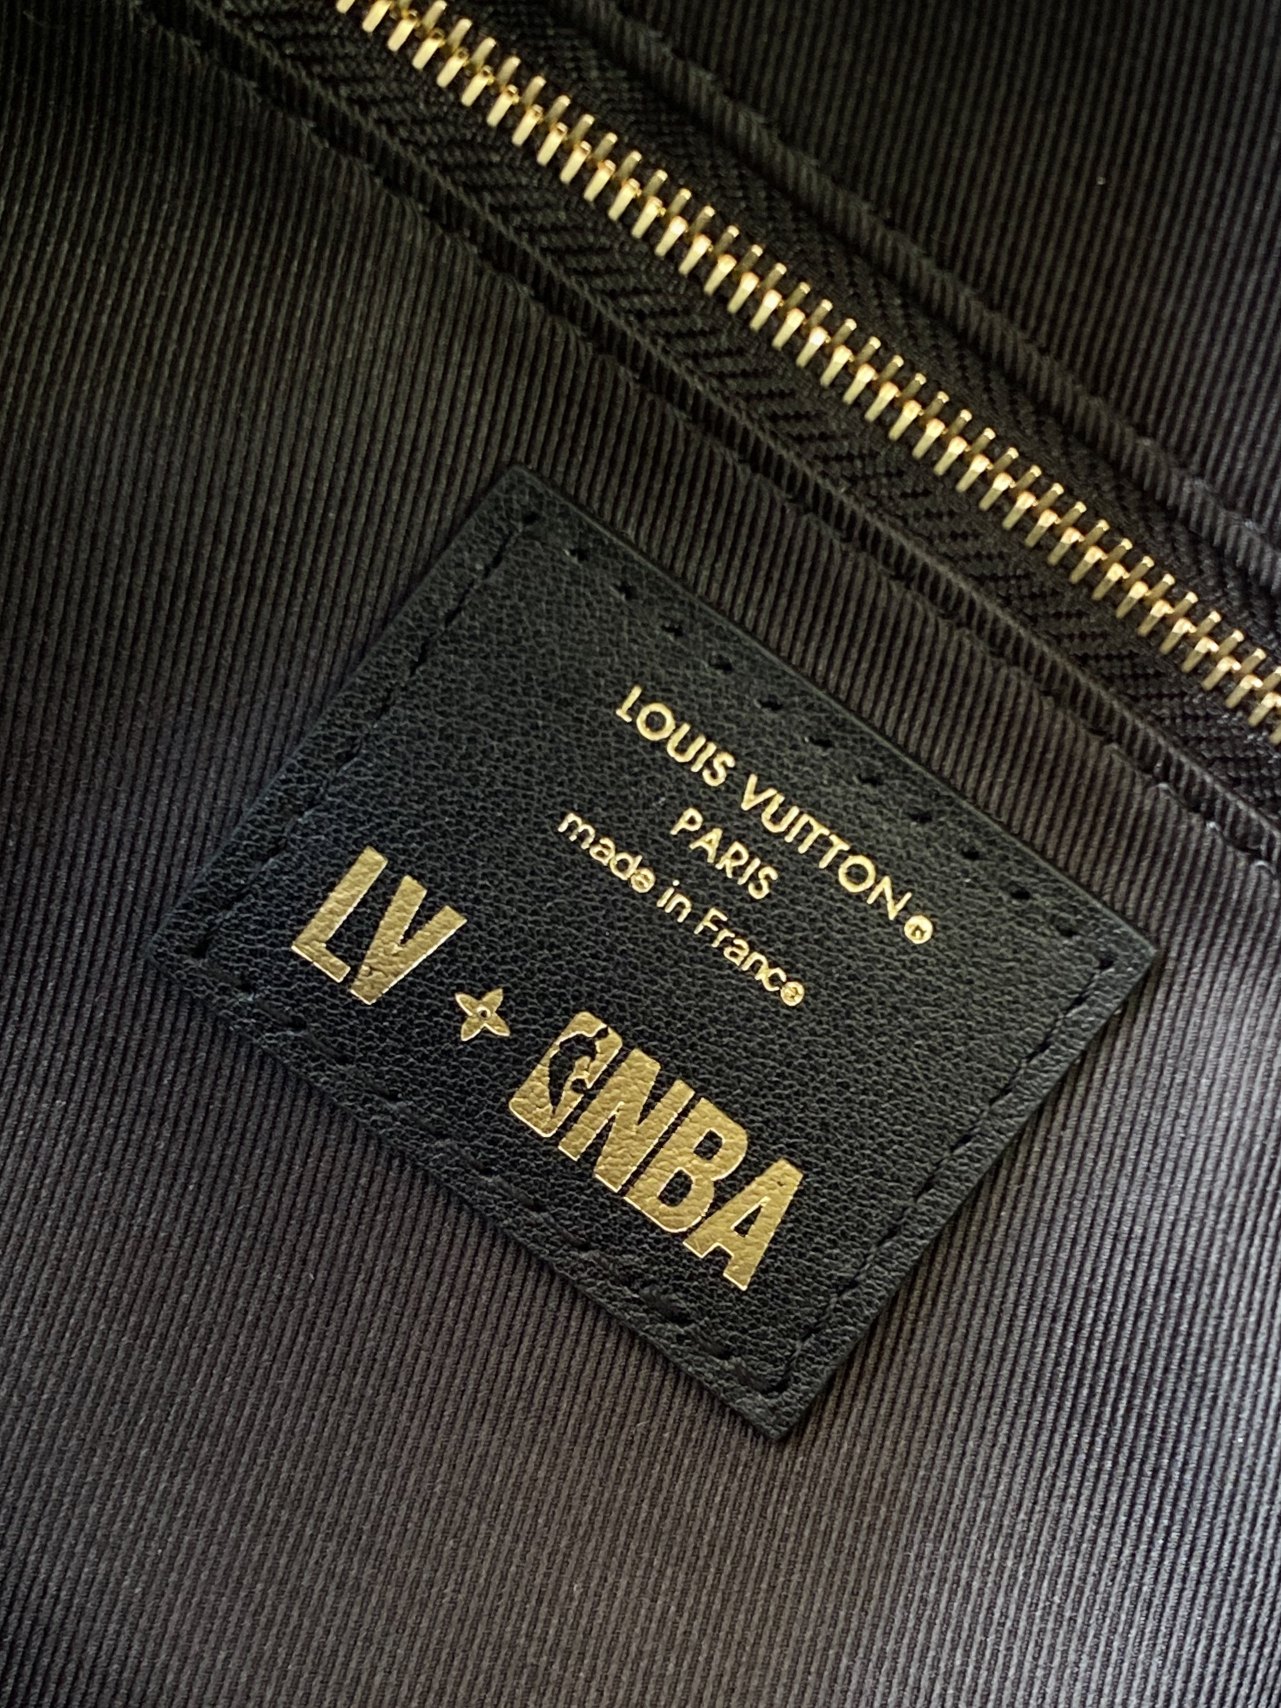 LOUIS VUITTON®
PARIS
made in France
LV NBA